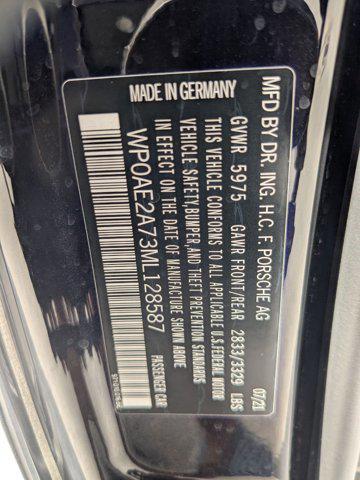 MFD BY DR. ING. H.C. F. PORSCHE AG
07/21
GVWR 5975 GAWR FRONT/REAR 2833/3329 LBS
THIS VEHICLE CONFORMS TO ALL APPLICABLE U.S. FEDERAL MOTOR
VEHICLE SAFETY, BUMPER, AND THEFT PREVENTION STANDARDS
IN EFFECT ON THE DATE OF MANUFACTURE SHOWN ABOVE
WP0AE2A73ML128587 PASSENGER CAR
MADE IN GERMANY